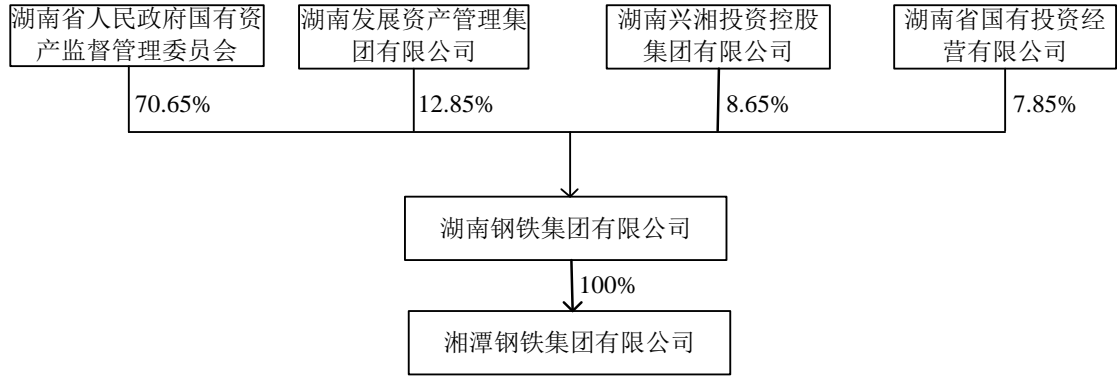 湖南省人民政府国有资
产监督管理委员会
湖南发展资产管理集
团有限公司
湖南兴湘投资控股
集团有限公司
湖南省国有投资经
营有限公司
70.65%
12.85%
8.65%
7.85%
湖南钢铁集团有限公司
100%
湘潭钢铁集团有限公司